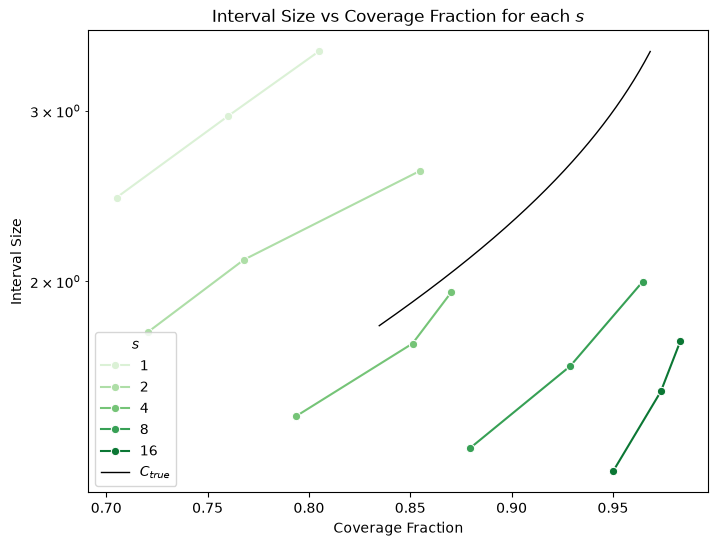 Interval Size vs Coverage Fraction for each s
Interval Size
3 × 10⁰
2 × 10⁰
s
1
2
4
8
16
C_true
0.70 0.75 0.80 0.85 0.90 0.95
Coverage Fraction